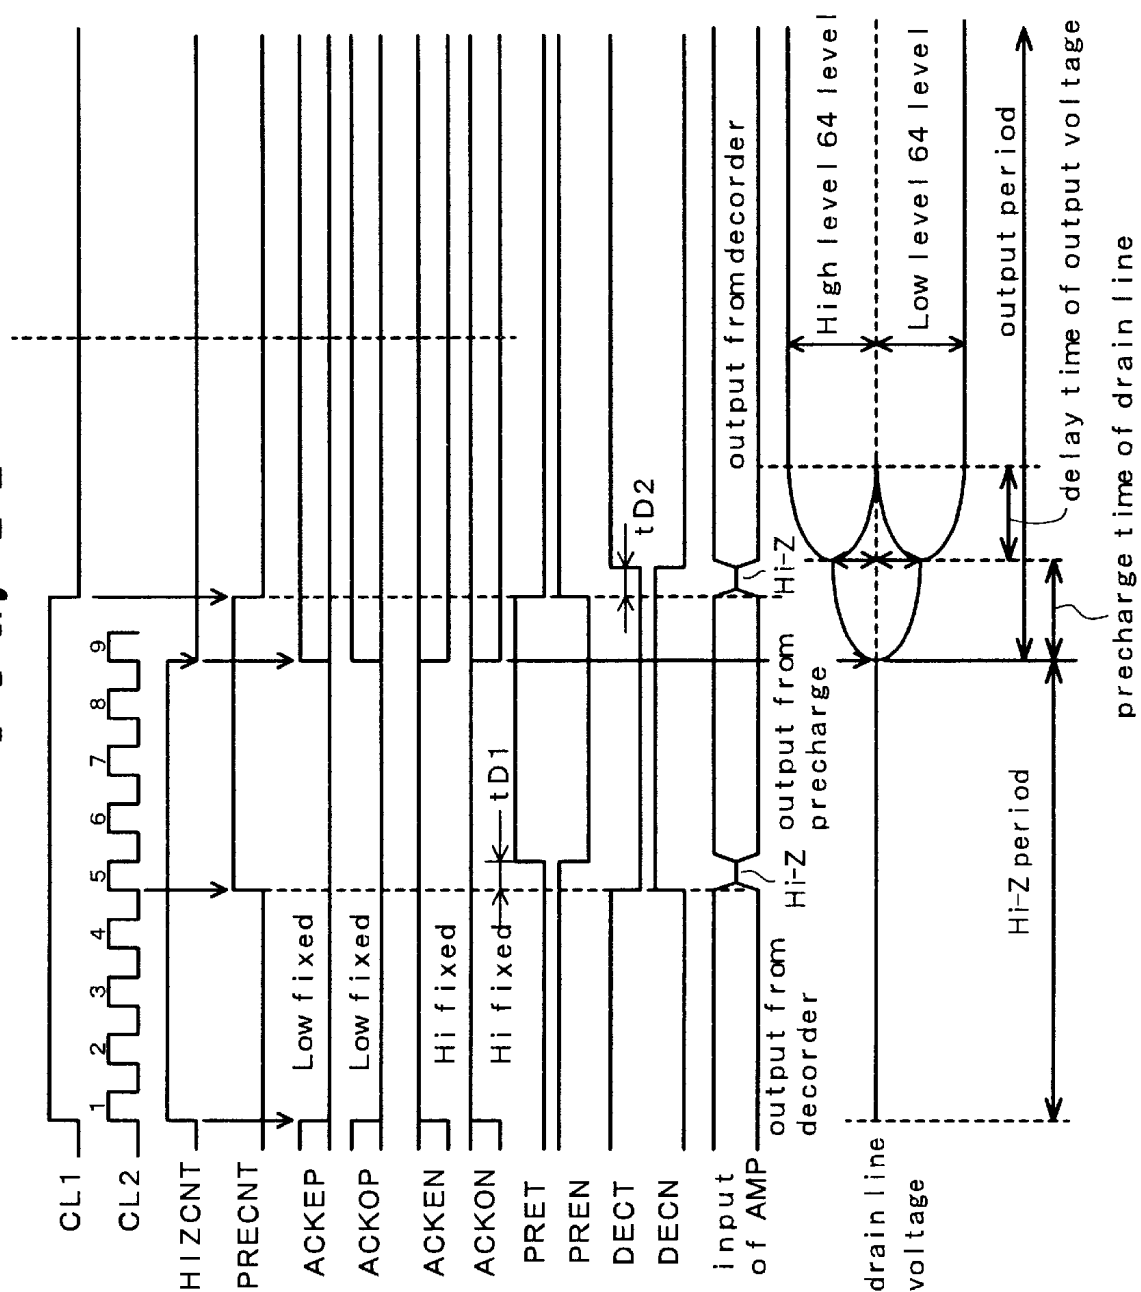 CL1
CL2
1 2 3 4 5 6 7 8 9
HIZCNT
PRECNT
ACKEP
Low fixed
ACKOP
Low fixed
ACKEN
Hi fixed
ACKON
Hi fixed
tD1
PRET
PREN
DECT
tD2
DECN
input
of AMP
output from
decorder
Hi-Z
output from
precharge
Hi-Z
output from decorder
drain line
voltage
High level 64 level
Low level 64 level
Hi-Z period
output period
delay time of output voltage
precharge time of drain line